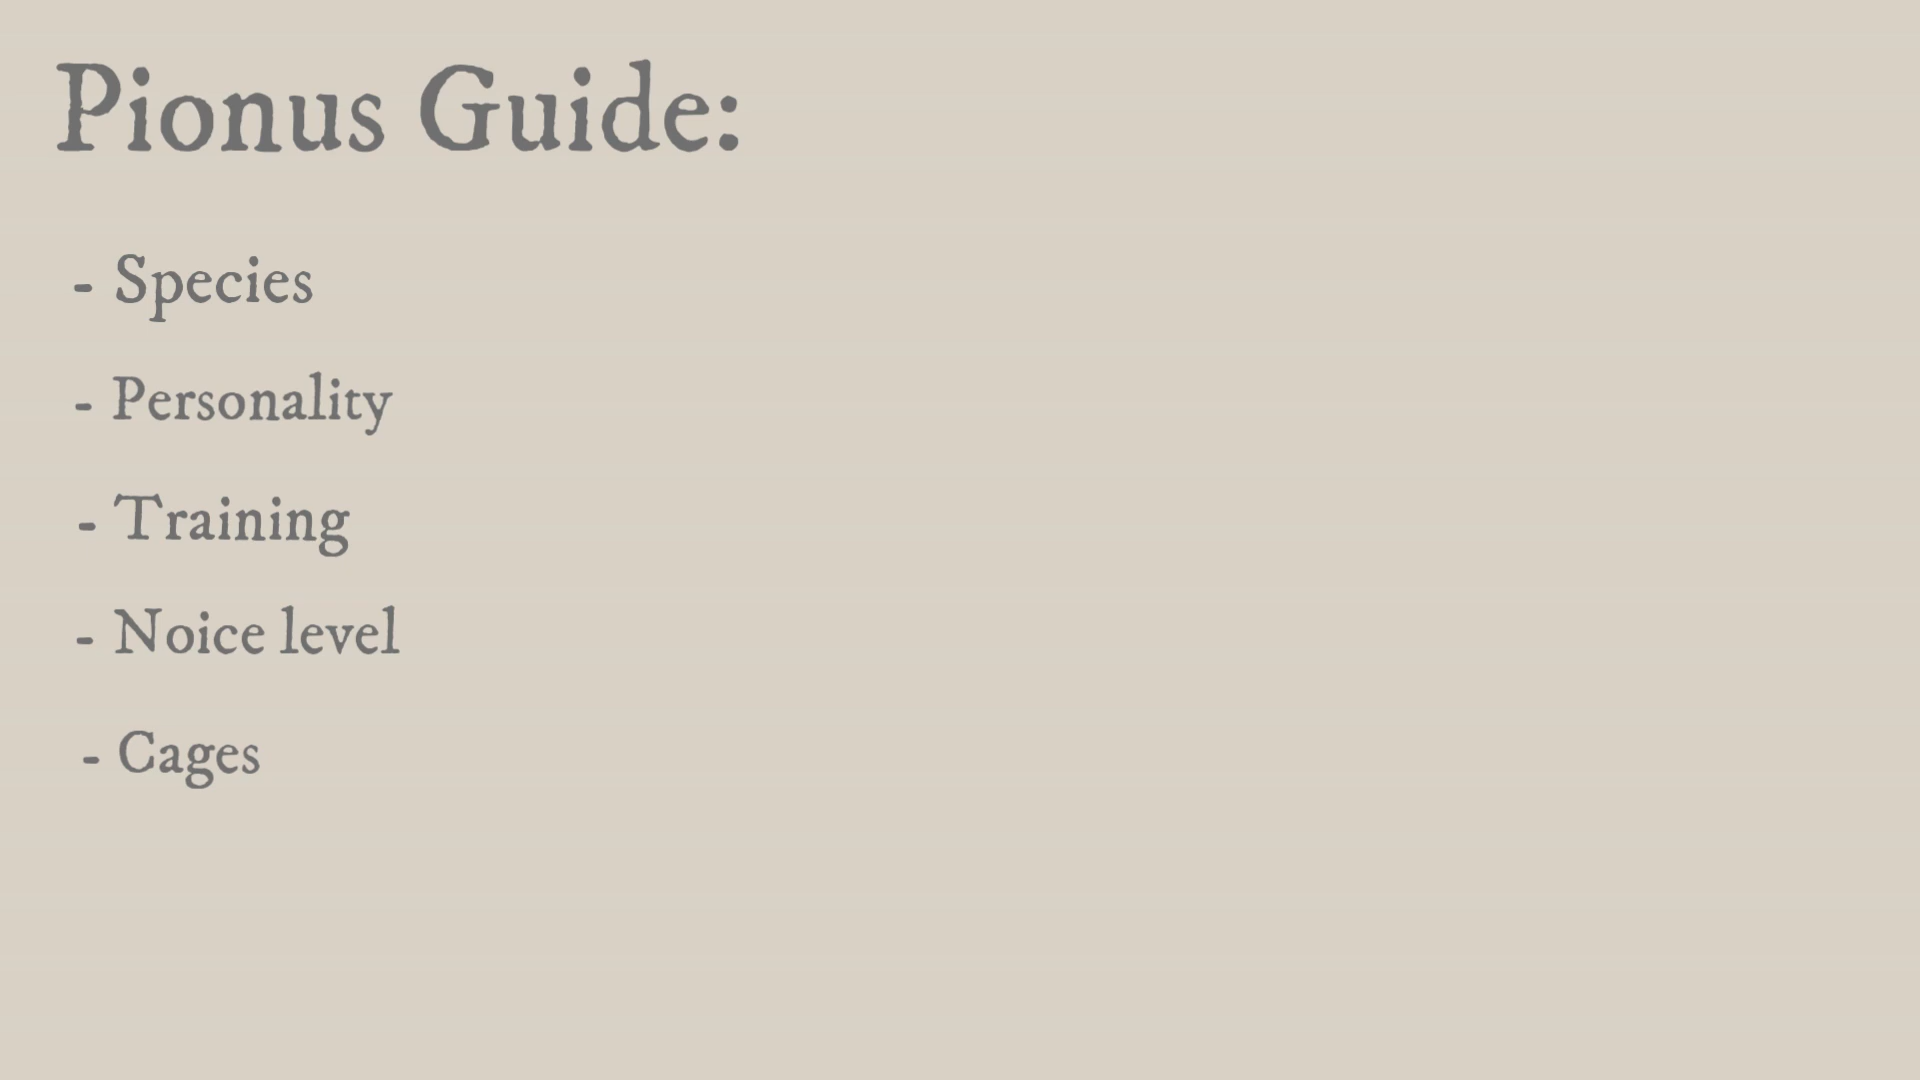 Pionus Guide:
- Species
- Personality
- Training
- Noice level
- Cages